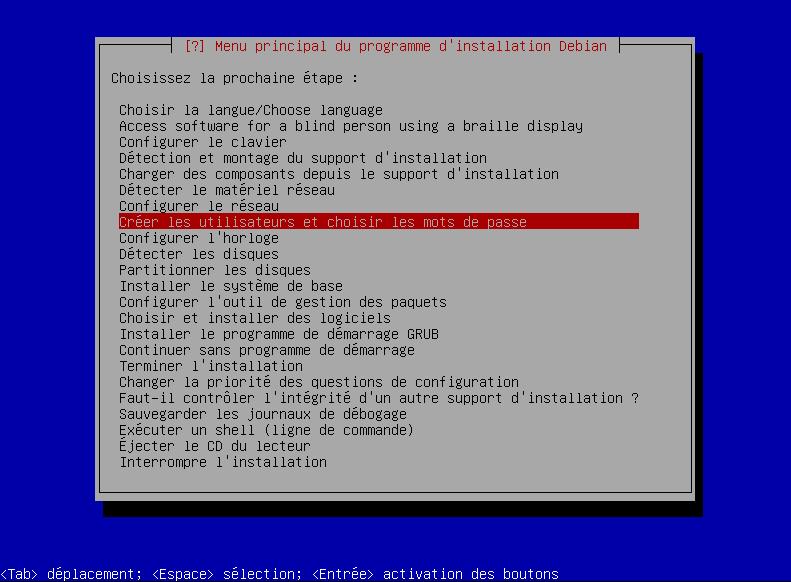 [?] Menu principal du programme d'installation Debian
Choisissez la prochaine étape :
Choisir la langue/Choose language
Access software for a blind person using a braille display
Configurer le clavier
Détection et montage du support d'installation
Charger des composants depuis le support d'installation
Détecter le matériel réseau
Configurer le réseau
Créer les utilisateurs et choisir les mots de passe
Configurer l'horloge
Détecter les disques
Partitionner les disques
Installer le système de base
Configurer l'outil de gestion des paquets
Choisir et installer des logiciels
Installer le programme de démarrage GRUB
Continuer sans programme de démarrage
Terminer l'installation
Changer la priorité des questions de configuration
Faut-il contrôler l'intégrité d'un autre support d'installation ?
Sauvegarder les journaux de débogage
Exécuter un shell (ligne de commande)
Éjecter le CD du lecteur
Interrompre l'installation
<Tab> déplacement; <Espace> sélection; <Entrée> activation des boutons